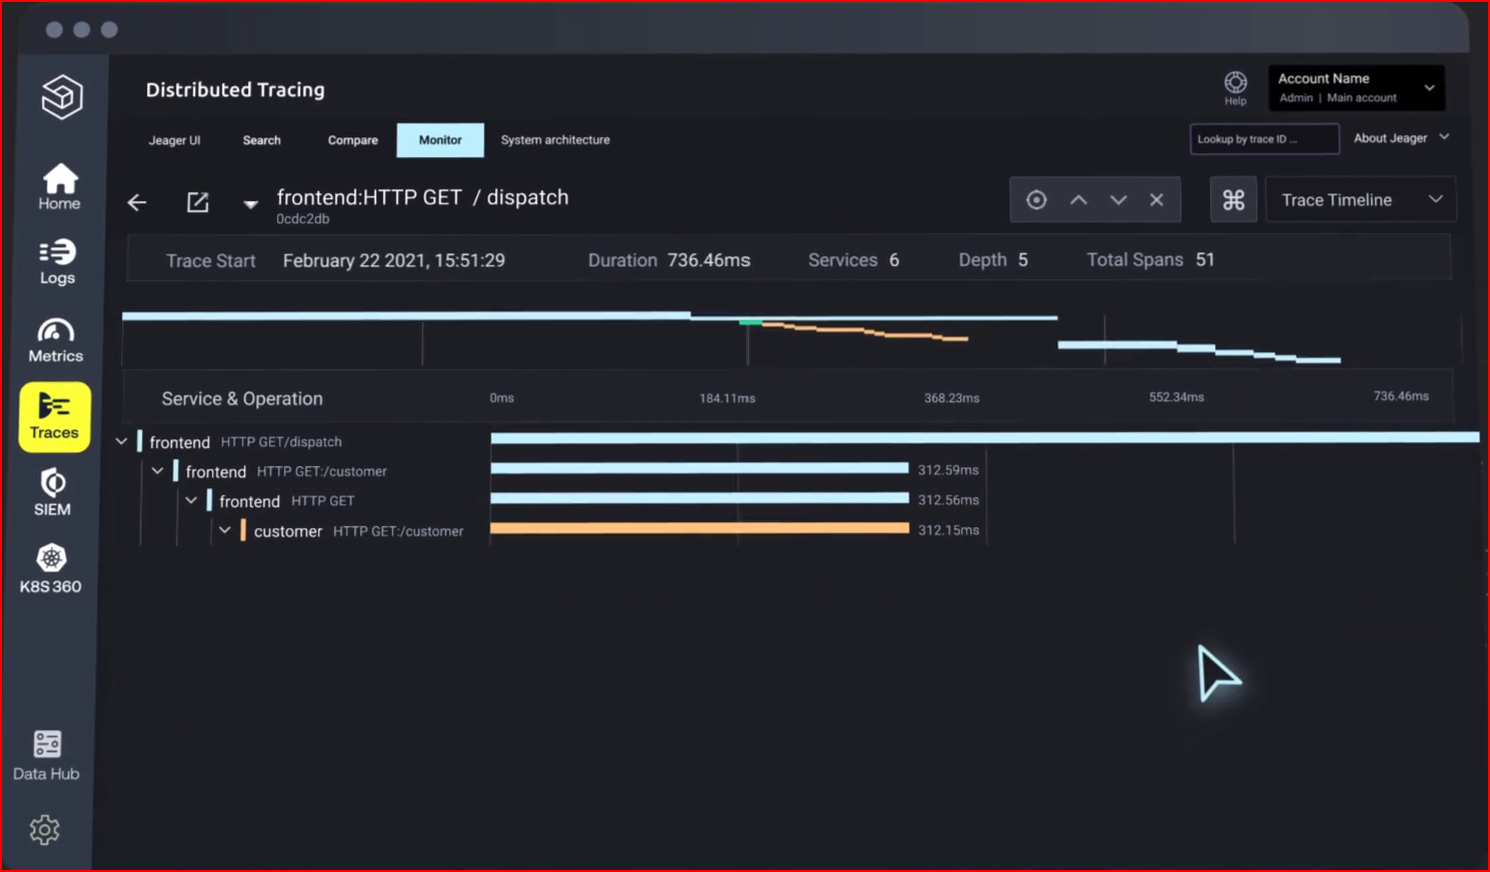 Distributed Tracing
Help
Account Name
Admin | Main account
Jeager UI
Search
Compare
Monitor
System architecture
Lookup by trace ID ...
About Jeager
Home
Logs
Metrics
Traces
SIEM
K8S 360
Data Hub
frontend:HTTP GET / dispatch
0cdc2db
Trace Timeline
Trace Start February 22 2021, 15:51:29 Duration 736.46ms Services 6 Depth 5 Total Spans 51
Service & Operation 0ms 184.11ms 368.23ms 552.34ms 736.46ms
frontend HTTP GET/dispatch
frontend HTTP GET:/customer 312.59ms
frontend HTTP GET 312.56ms
customer HTTP GET:/customer 312.15ms